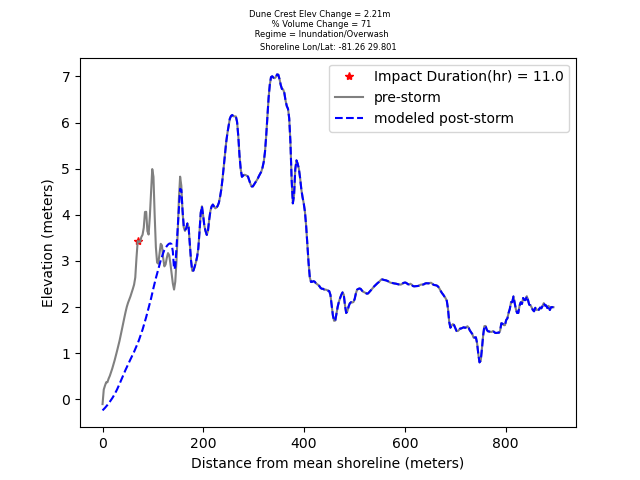 Dune Crest Elev Change = 2.21m
% Volume Change = 71
Regime = Inundation/Overwash
Shoreline Lon/Lat: -81.26 29.801
Impact Duration(hr) = 11.0
pre-storm
modeled post-storm
7
6
5
4
3
2
1
0
Elevation (meters)
0 200 400 600 800
Distance from mean shoreline (meters)